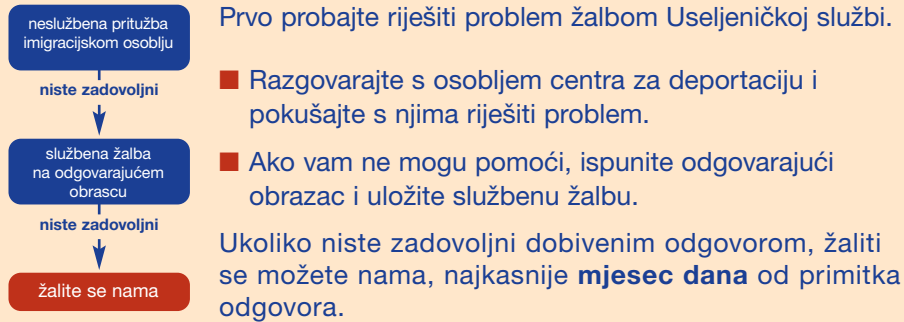 neslužbena pritužba
imigracijskom osoblju
niste zadovoljni
službena žalba
na odgovarajućem
obrascu
niste zadovoljni
žalite se nama
Prvo probajte riješiti problem žalbom Useljeničkoj službi.
Razgovarajte s osobljem centra za deportaciju i
pokušajte s njima riješiti problem.
Ako vam ne mogu pomoći, ispunite odgovarajući
obrazac i uložite službenu žalbu.
Ukoliko niste zadovoljni dobivenim odgovorom, žaliti
se možete nama, najkasnije mjesec dana od primitka
odgovora.